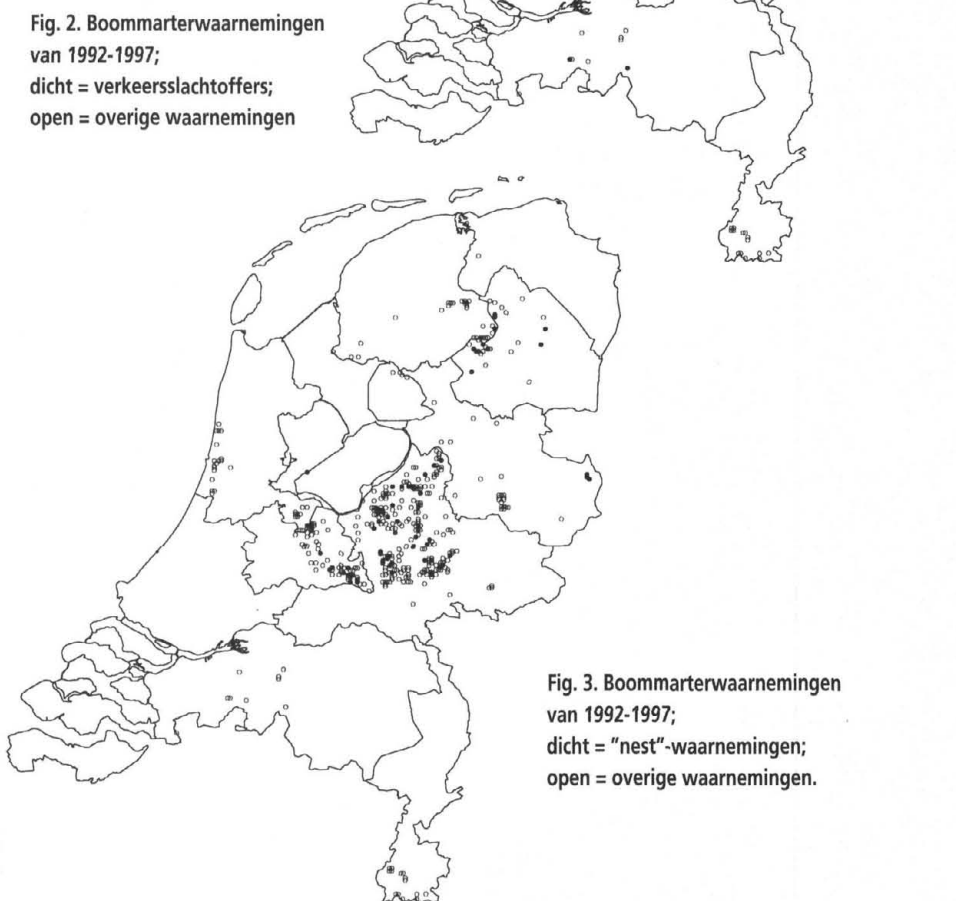 Fig. 2. Boommarterwaarnemingen
van 1992-1997;
dicht = verkeersslachtoffers;
open = overige waarnemingen
Fig. 3. Boommarterwaarnemingen
van 1992-1997;
dicht = "nest"-waarnemingen;
open = overige waarnemingen.